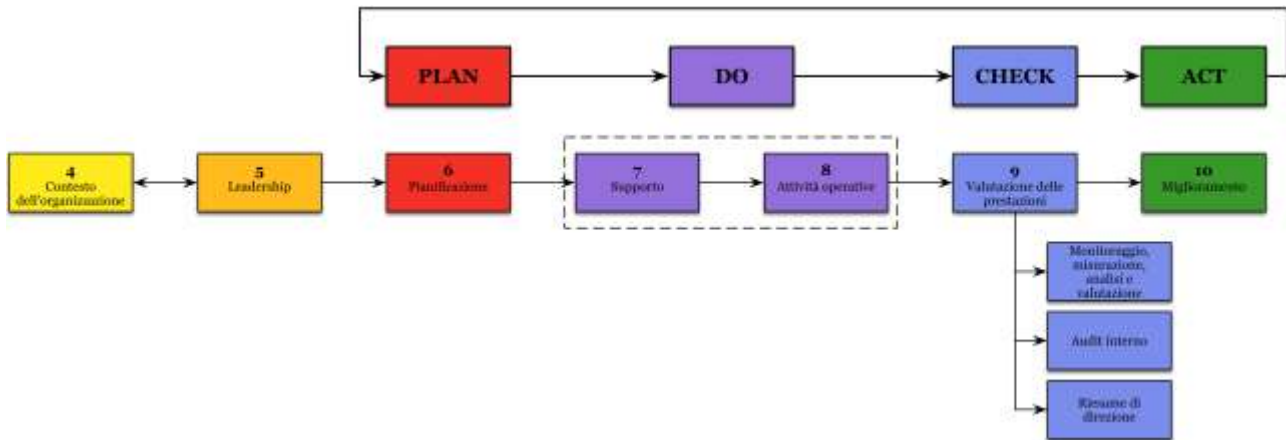 PLAN
DO
CHECK
ACT
4
Contesto
dell'organizzazione
5
Leadership
6
Pianificazione
7
Supporto
8
Attività operative
9
Valutazione delle
prestazioni
10
Miglioramento
Monitoraggio,
misurazione,
analisi e
valutazione
Audit interno
Riesame di
direzione